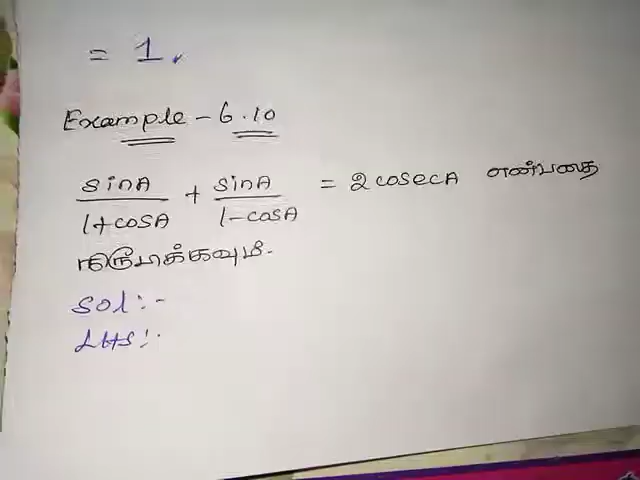 = 1.
Example - 6.10
sinA/1+cosA + sinA/1-cosA = 2 cosecA என்பதை
நிரூபிக்கவும்.
Sol:-
LHS:-